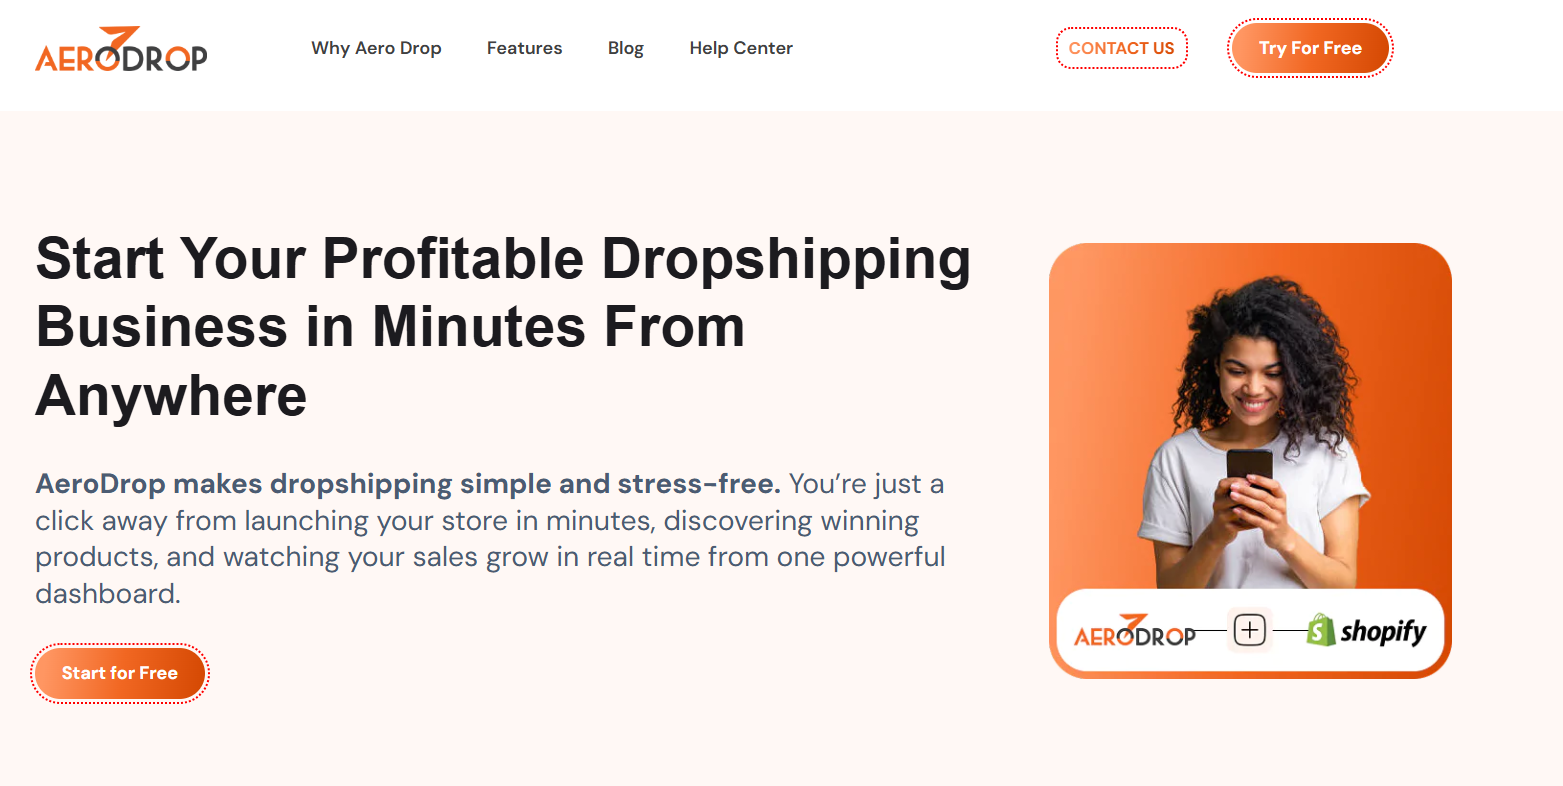 AERODROP
Why Aero Drop
Features
Blog
Help Center
CONTACT US
Try For Free
Start Your Profitable Dropshipping
Business in Minutes From
Anywhere
AeroDrop makes dropshipping simple and stress-free. You’re just a
click away from launching your store in minutes, discovering winning
products, and watching your sales grow in real time from one powerful
dashboard.
Start for Free
AERODROP
S shopify